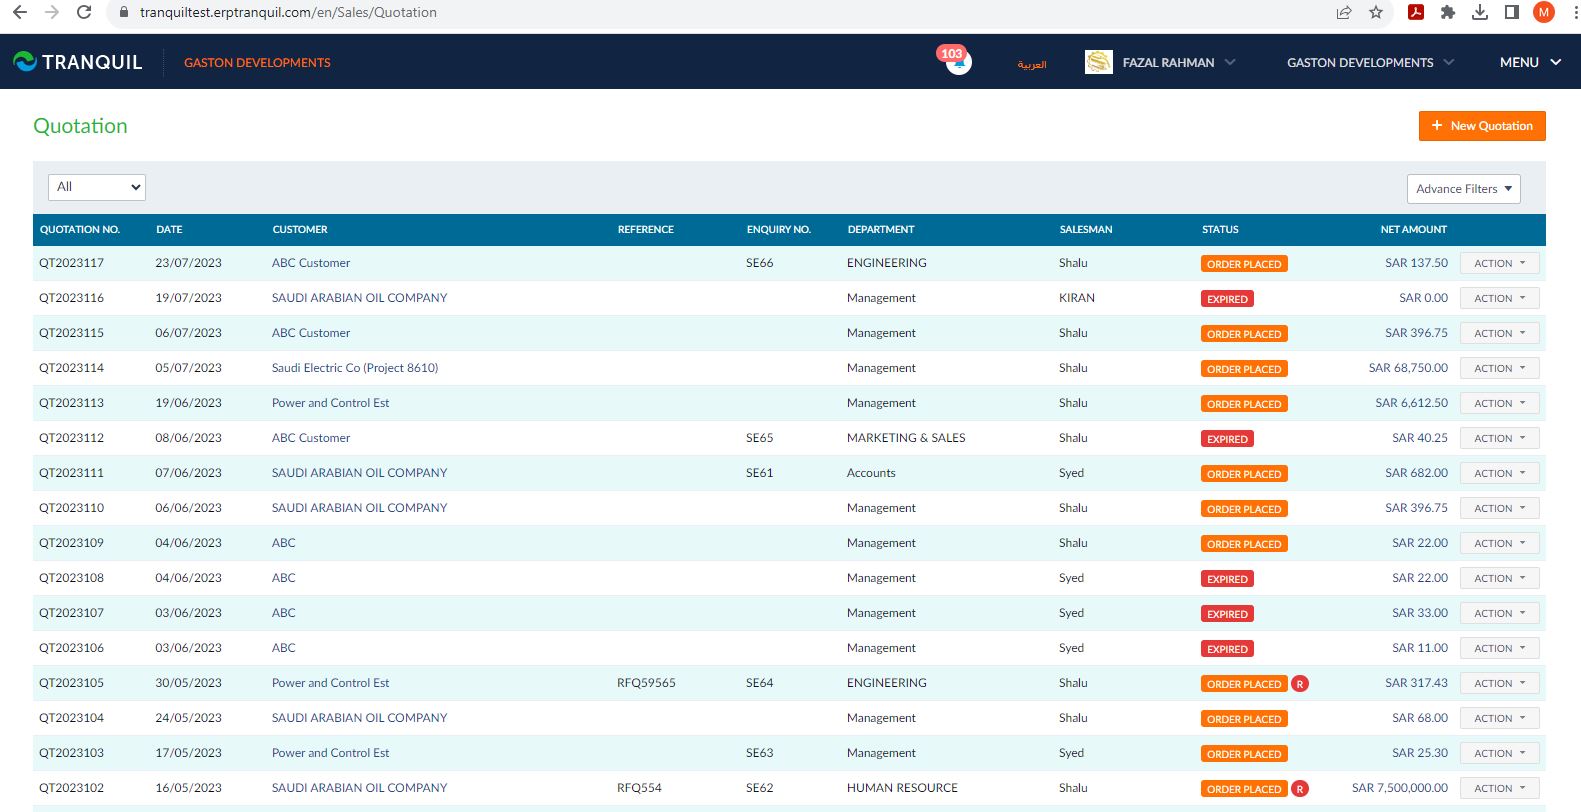 tranquiltest.erptranquil.com/en/Sales/Quotation M
TRANQUIL GASTON DEVELOPMENTS 103 العربية FAZAL RAHMAN GASTON DEVELOPMENTS MENU
Quotation + New Quotation
All Advance Filters
QUOTATION NO. DATE CUSTOMER REFERENCE ENQUIRY NO. DEPARTMENT SALESMAN STATUS NET AMOUNT
QT2023117 23/07/2023 ABC Customer SE66 ENGINEERING Shalu ORDER PLACED SAR 137.50 ACTION
QT2023116 19/07/2023 SAUDI ARABIAN OIL COMPANY Management KIRAN EXPIRED SAR 0.00 ACTION
QT2023115 06/07/2023 ABC Customer Management Shalu ORDER PLACED SAR 396.75 ACTION
QT2023114 05/07/2023 Saudi Electric Co (Project 8610) Management Shalu ORDER PLACED SAR 68,750.00 ACTION
QT2023113 19/06/2023 Power and Control Est Management Shalu ORDER PLACED SAR 6,612.50 ACTION
QT2023112 08/06/2023 ABC Customer SE65 MARKETING & SALES Shalu EXPIRED SAR 40.25 ACTION
QT2023111 07/06/2023 SAUDI ARABIAN OIL COMPANY SE61 Accounts Syed ORDER PLACED SAR 682.00 ACTION
QT2023110 06/06/2023 SAUDI ARABIAN OIL COMPANY Management Shalu ORDER PLACED SAR 396.75 ACTION
QT2023109 04/06/2023 ABC Management Shalu ORDER PLACED SAR 22.00 ACTION
QT2023108 04/06/2023 ABC Management Syed EXPIRED SAR 22.00 ACTION
QT2023107 03/06/2023 ABC Management Syed EXPIRED SAR 33.00 ACTION
QT2023106 03/06/2023 ABC Management Syed EXPIRED SAR 11.00 ACTION
QT2023105 30/05/2023 Power and Control Est RFQ59565 SE64 ENGINEERING Shalu ORDER PLACED R SAR 317.43 ACTION
QT2023104 24/05/2023 SAUDI ARABIAN OIL COMPANY Management Shalu ORDER PLACED SAR 68.00 ACTION
QT2023103 17/05/2023 Power and Control Est SE63 Management Syed ORDER PLACED SAR 25.30 ACTION
QT2023102 16/05/2023 SAUDI ARABIAN OIL COMPANY RFQ554 SE62 HUMAN RESOURCE Shalu ORDER PLACED R SAR 7,500,000.00 ACTION